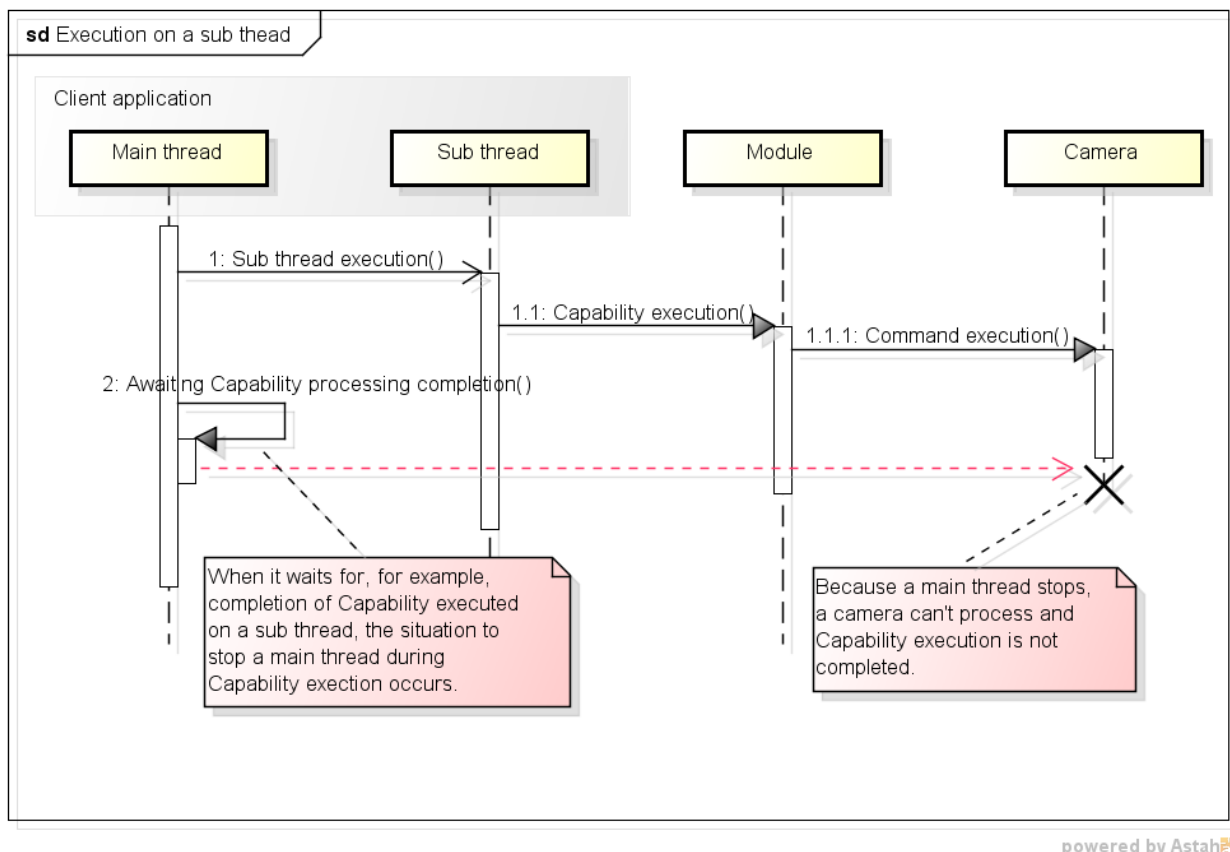 sd Execution on a sub thead
Client application
Main thread
Sub thread
Module
Camera
1: Sub thread execution()
1.1: Capability execution()
1.1.1: Command execution()
2: Awaiting Capability processing completion()
When it waits for, for example,
completion of Capability executed
on a sub thread, the situation to
stop a main thread during
Capability exection occurs.
Because a main thread stops,
a camera can't process and
Capability execution is not
completed.
powered by Astah